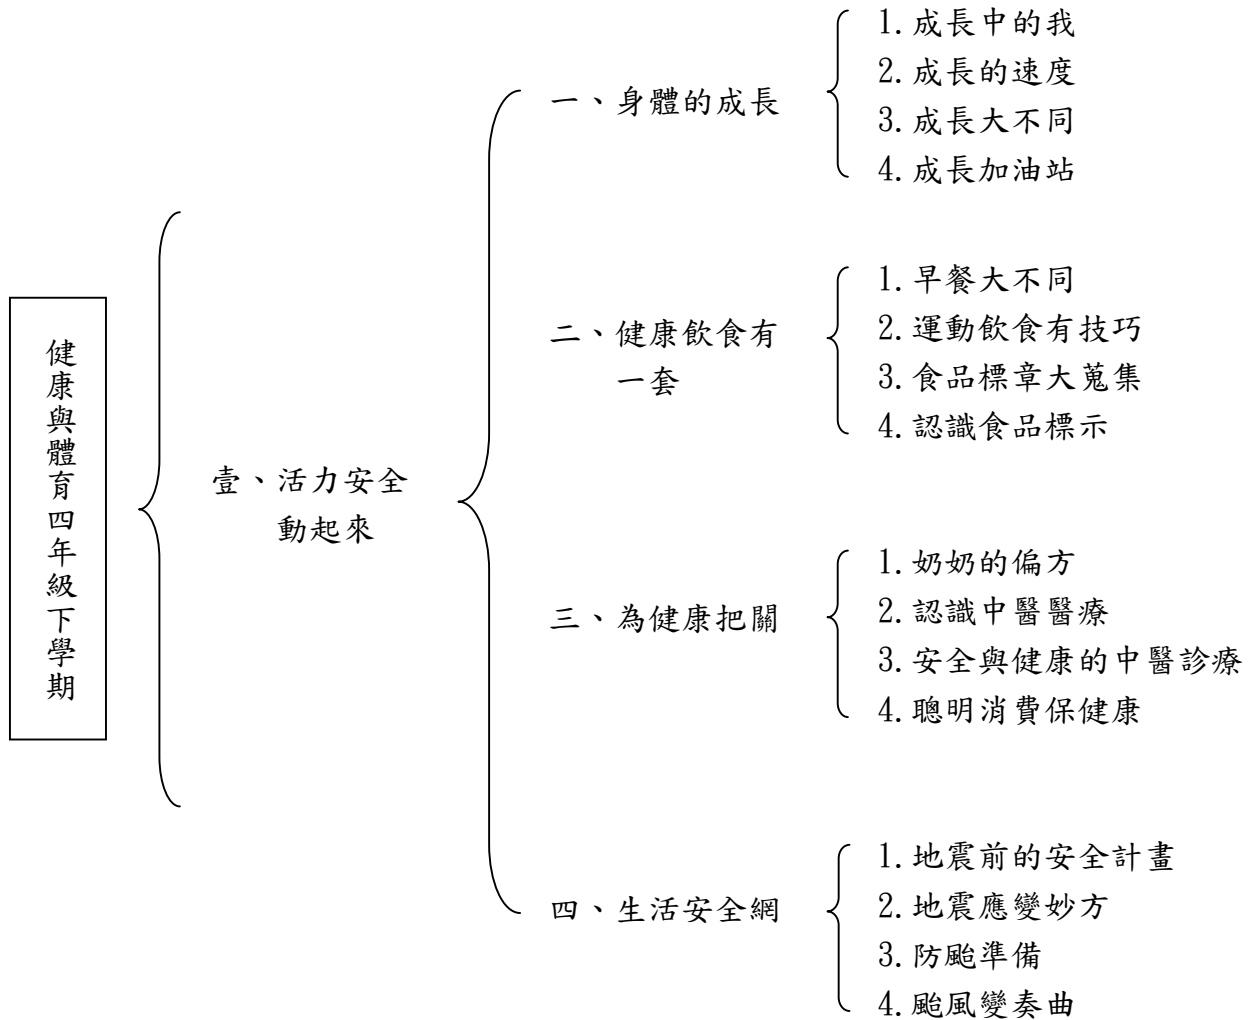 健康與體育四年級下學期
壹、活力安全
動起來
一、身體的成長
1.成長中的我
2.成長的速度
3.成長大不同
4.成長加油站
二、健康飲食有
一套
1.早餐大不同
2.運動飲食有技巧
3.食品標章大蒐集
4.認識食品標示
三、為健康把關
1.奶奶的偏方
2.認識中醫醫療
3.安全與健康的中醫診療
4.聰明消費保健康
四、生活安全網
1.地震前的安全計畫
2.地震應變妙方
3.防颱準備
4.颱風變奏曲